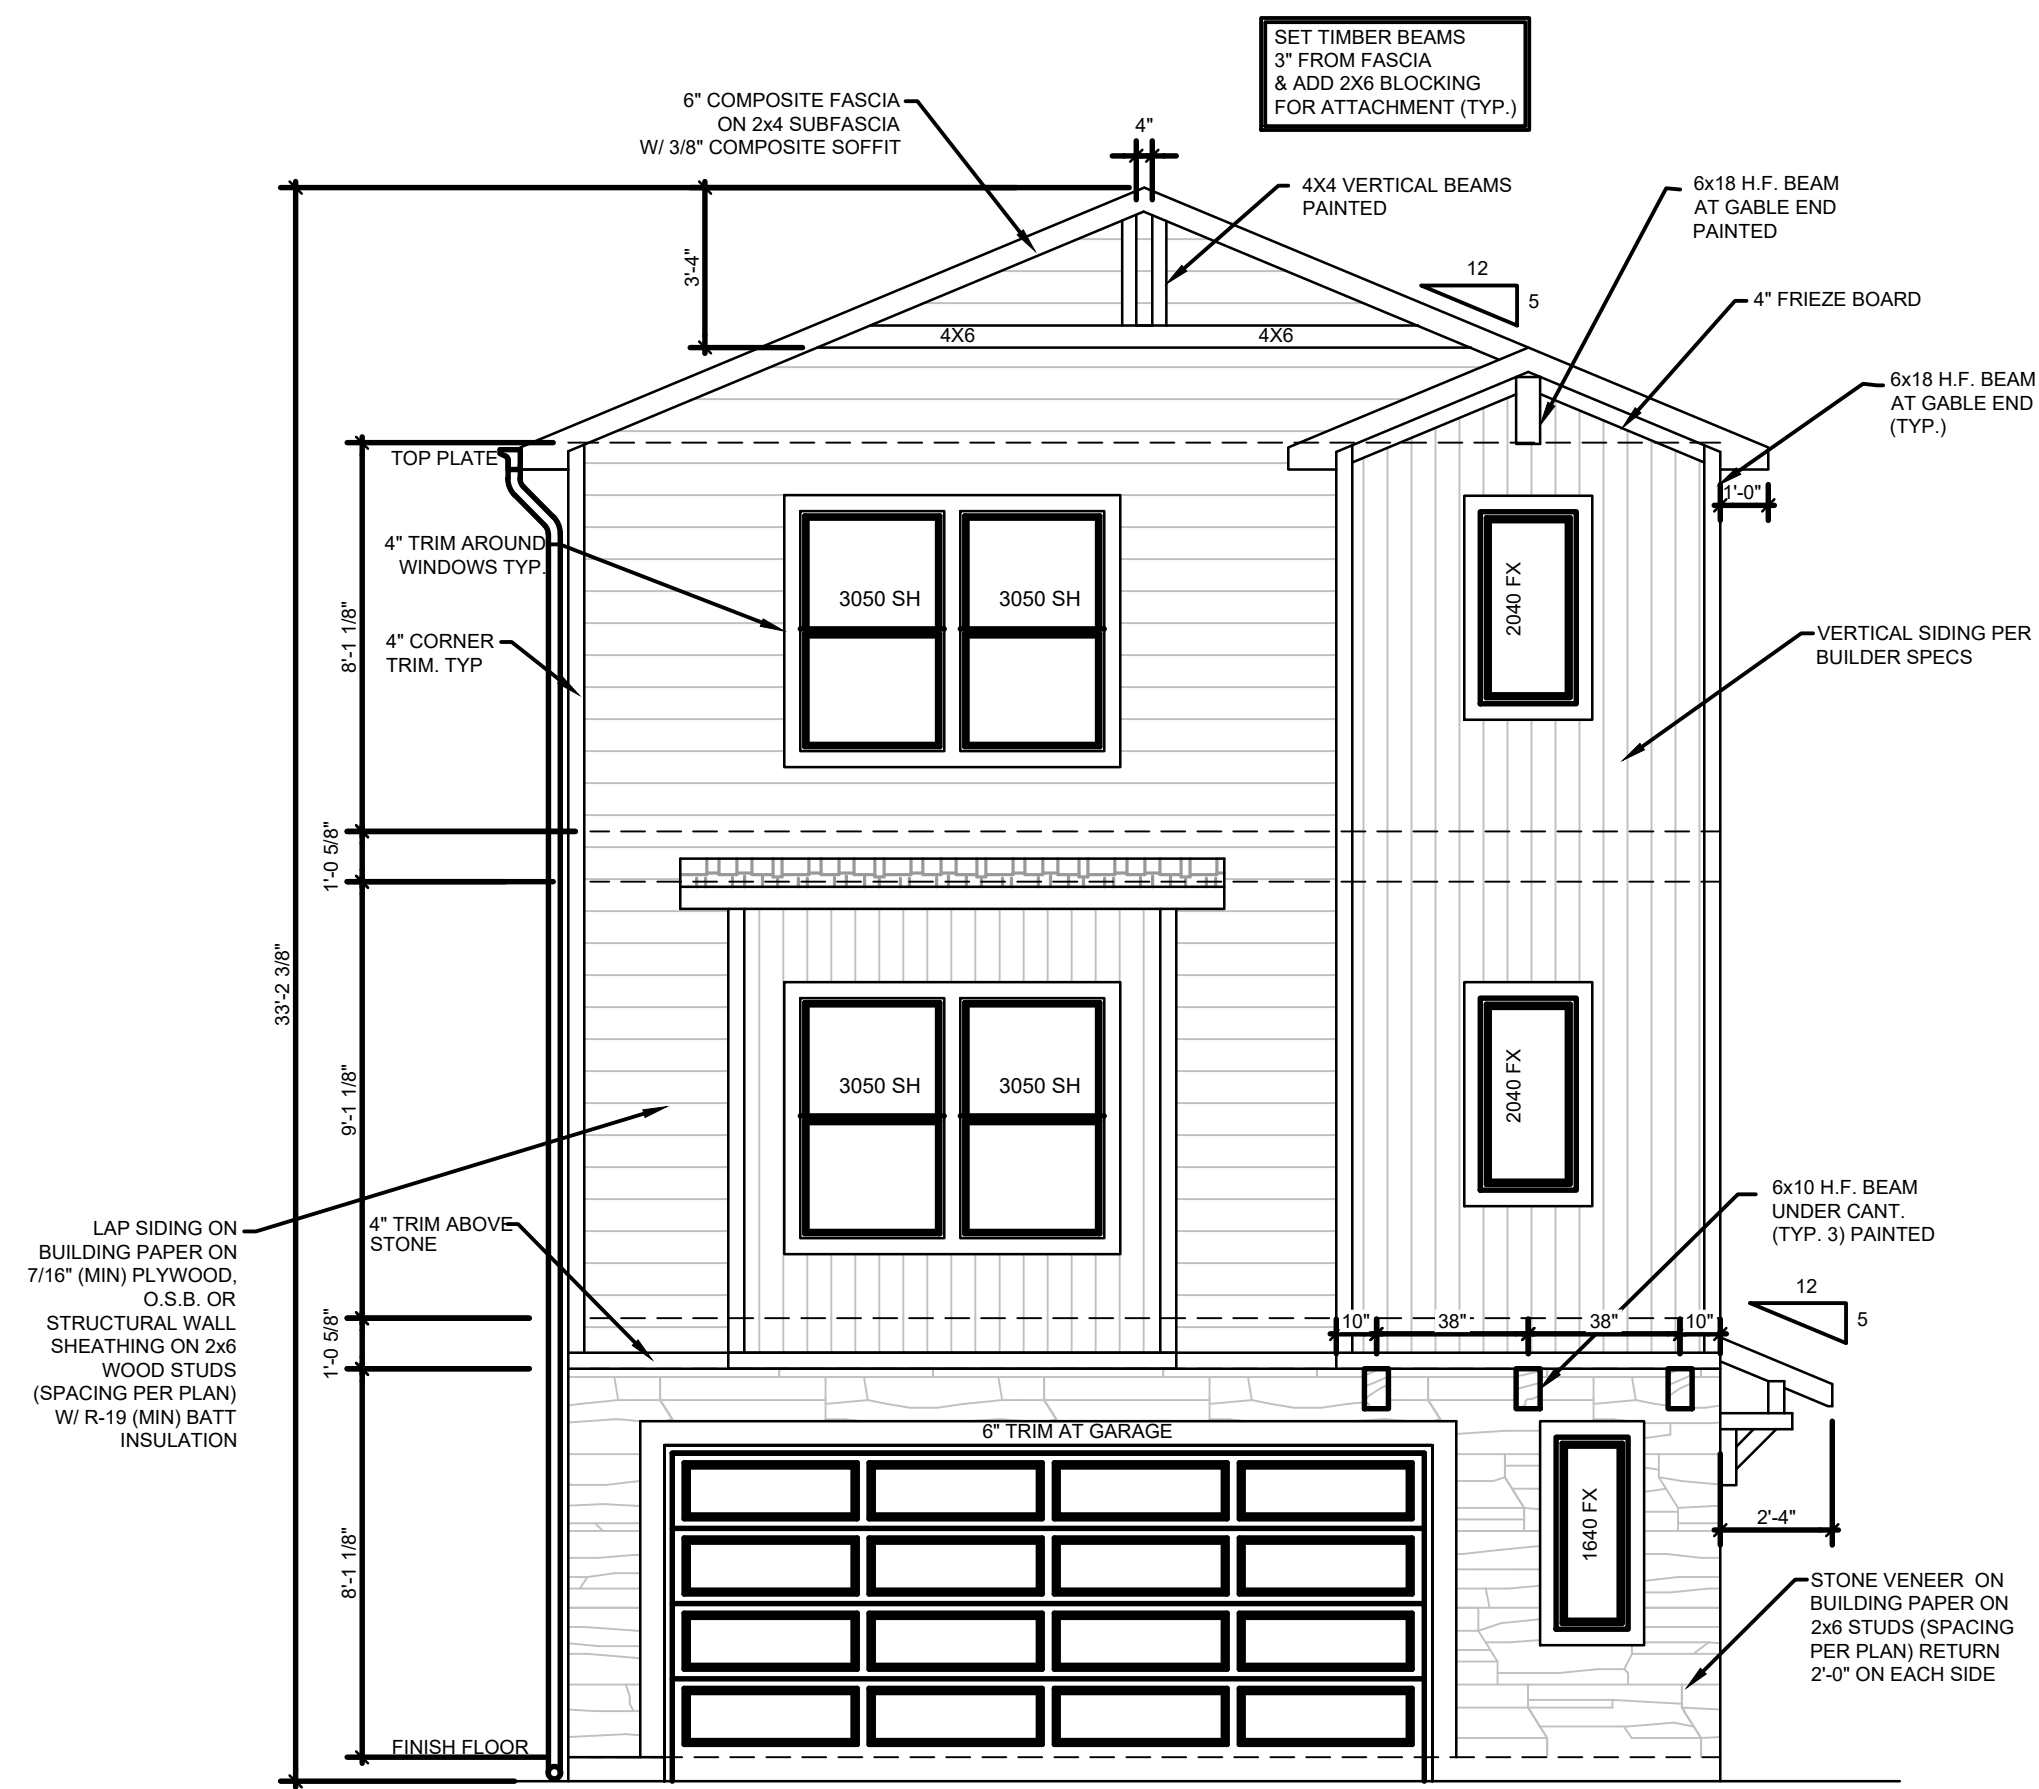 SET TIMBER BEAMS
3" FROM FASCIA
& ADD 2X6 BLOCKING
FOR ATTACHMENT (TYP.)
6" COMPOSITE FASCIA
ON 2x4 SUBFASCIA
W/ 3/8" COMPOSITE SOFFIT
4"
4X4 VERTICAL BEAMS
PAINTED
6x18 H.F. BEAM
AT GABLE END
PAINTED
3'-4"
12
5
4" FRIEZE BOARD
4X6
4X6
6x18 H.F. BEAM
AT GABLE END
(TYP.)
TOP PLATE
1'-0"
4" TRIM AROUND
WINDOWS TYP.
3050 SH
3050 SH
2040 FX
8'-1 1/8"
4" CORNER
TRIM. TYP
VERTICAL SIDING PER
BUILDER SPECS
1'-0 5/8"
33'-2 3/8"
9'-1 1/8"
3050 SH
3050 SH
2040 FX
LAP SIDING ON
BUILDING PAPER ON
7/16" (MIN) PLYWOOD,
O.S.B. OR
STRUCTURAL WALL
SHEATHING ON 2x6
WOOD STUDS
(SPACING PER PLAN)
W/ R-19 (MIN) BATT
INSULATION
4" TRIM ABOVE
STONE
6x10 H.F. BEAM
UNDER CANT.
(TYP. 3) PAINTED
12
5
1'-0 5/8"
10"
38"
38"
10"
6" TRIM AT GARAGE
1640 FX
2'-4"
8'-1 1/8"
STONE VENEER ON
BUILDING PAPER ON
2x6 STUDS (SPACING
PER PLAN) RETURN
2'-0" ON EACH SIDE
FINISH FLOOR